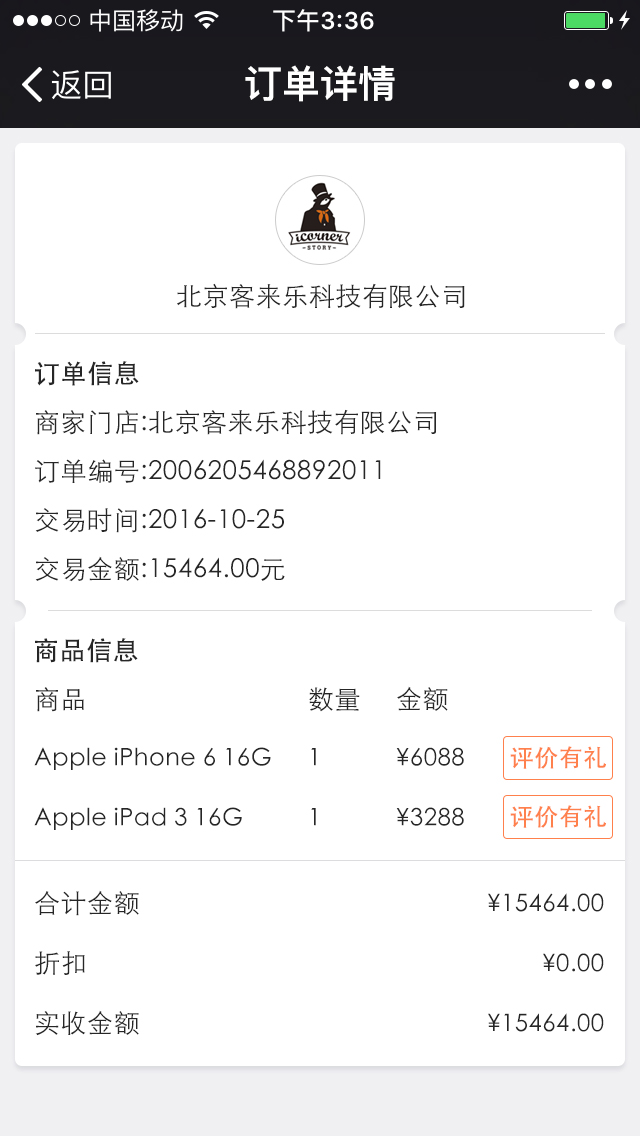 中国移动 下午3:36
返回 订单详情
icorner
STORY
北京客来乐科技有限公司
订单信息
商家门店:北京客来乐科技有限公司
订单编号:2006205468892011
交易时间:2016-10-25
交易金额:15464.00元
商品信息
商品 数量 金额
Apple iPhone 6 16G 1 ¥6088 评价有礼
Apple iPad 3 16G 1 ¥3288 评价有礼
合计金额 ¥15464.00
折扣 ¥0.00
实收金额 ¥15464.00